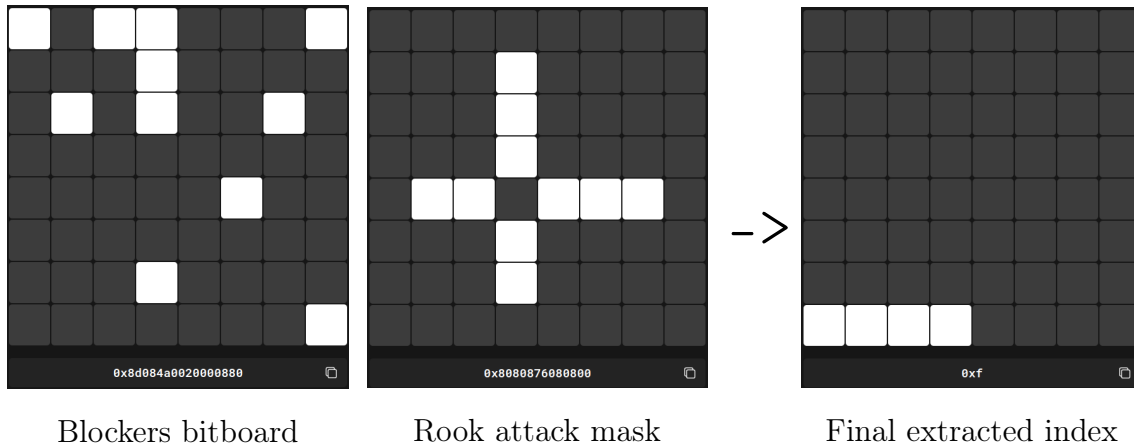 0x8d084a0020000880
0x8080876080800
->
0xf
Blockers bitboard
Rook attack mask
Final extracted index